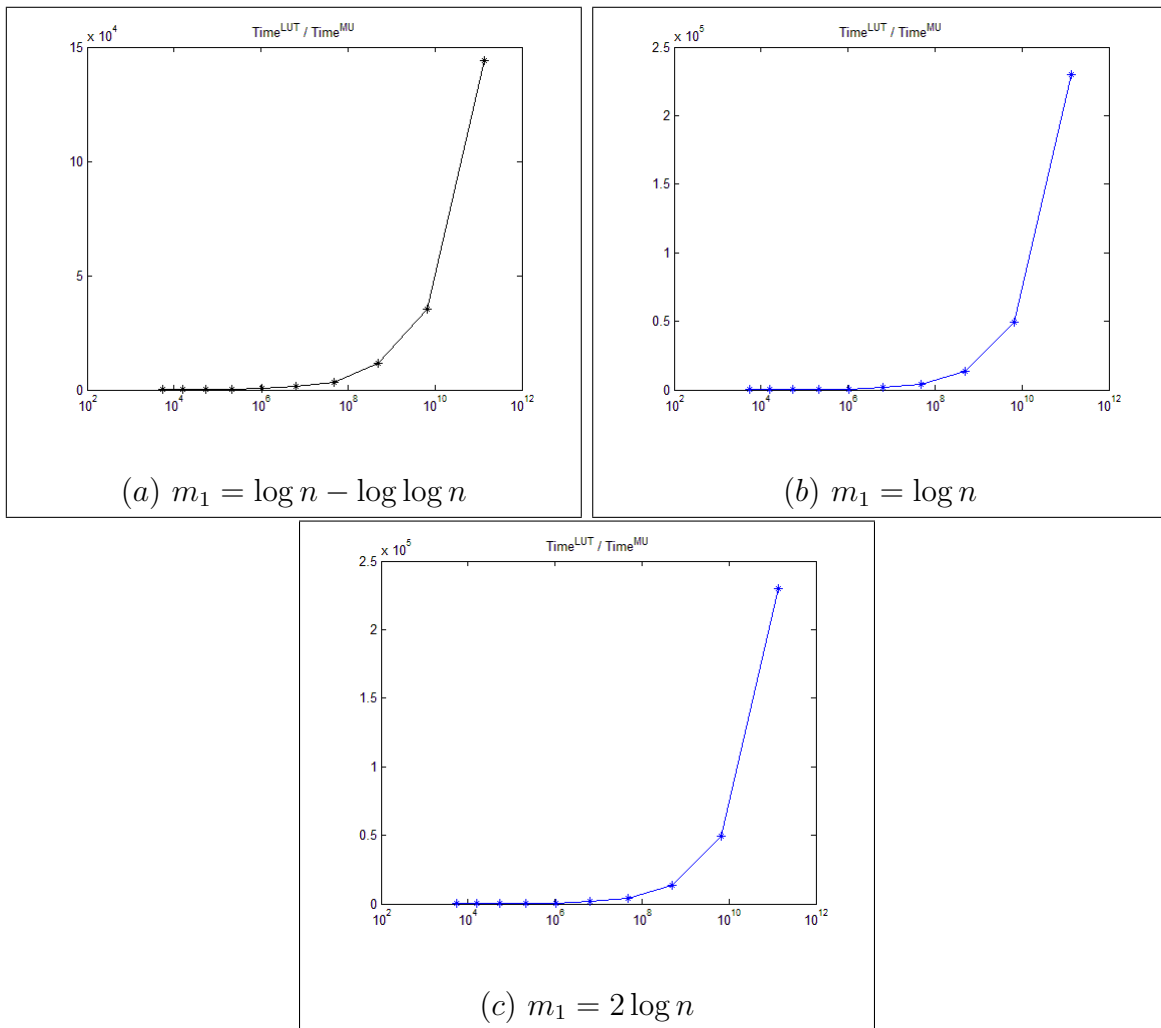 Time^LUT / Time^MU
x 10^4
15
10
5
0
10^2 10^4 10^6 10^8 10^10 10^12
(a) m_1 = log n − log log n
Time^LUT / Time^MU
x 10^5
2.5
2
1.5
1
0.5
0
10^2 10^4 10^6 10^8 10^10 10^12
(b) m_1 = log n
Time^LUT / Time^MU
x 10^5
2.5
2
1.5
1
0.5
0
10^2 10^4 10^6 10^8 10^10 10^12
(c) m_1 = 2 log n